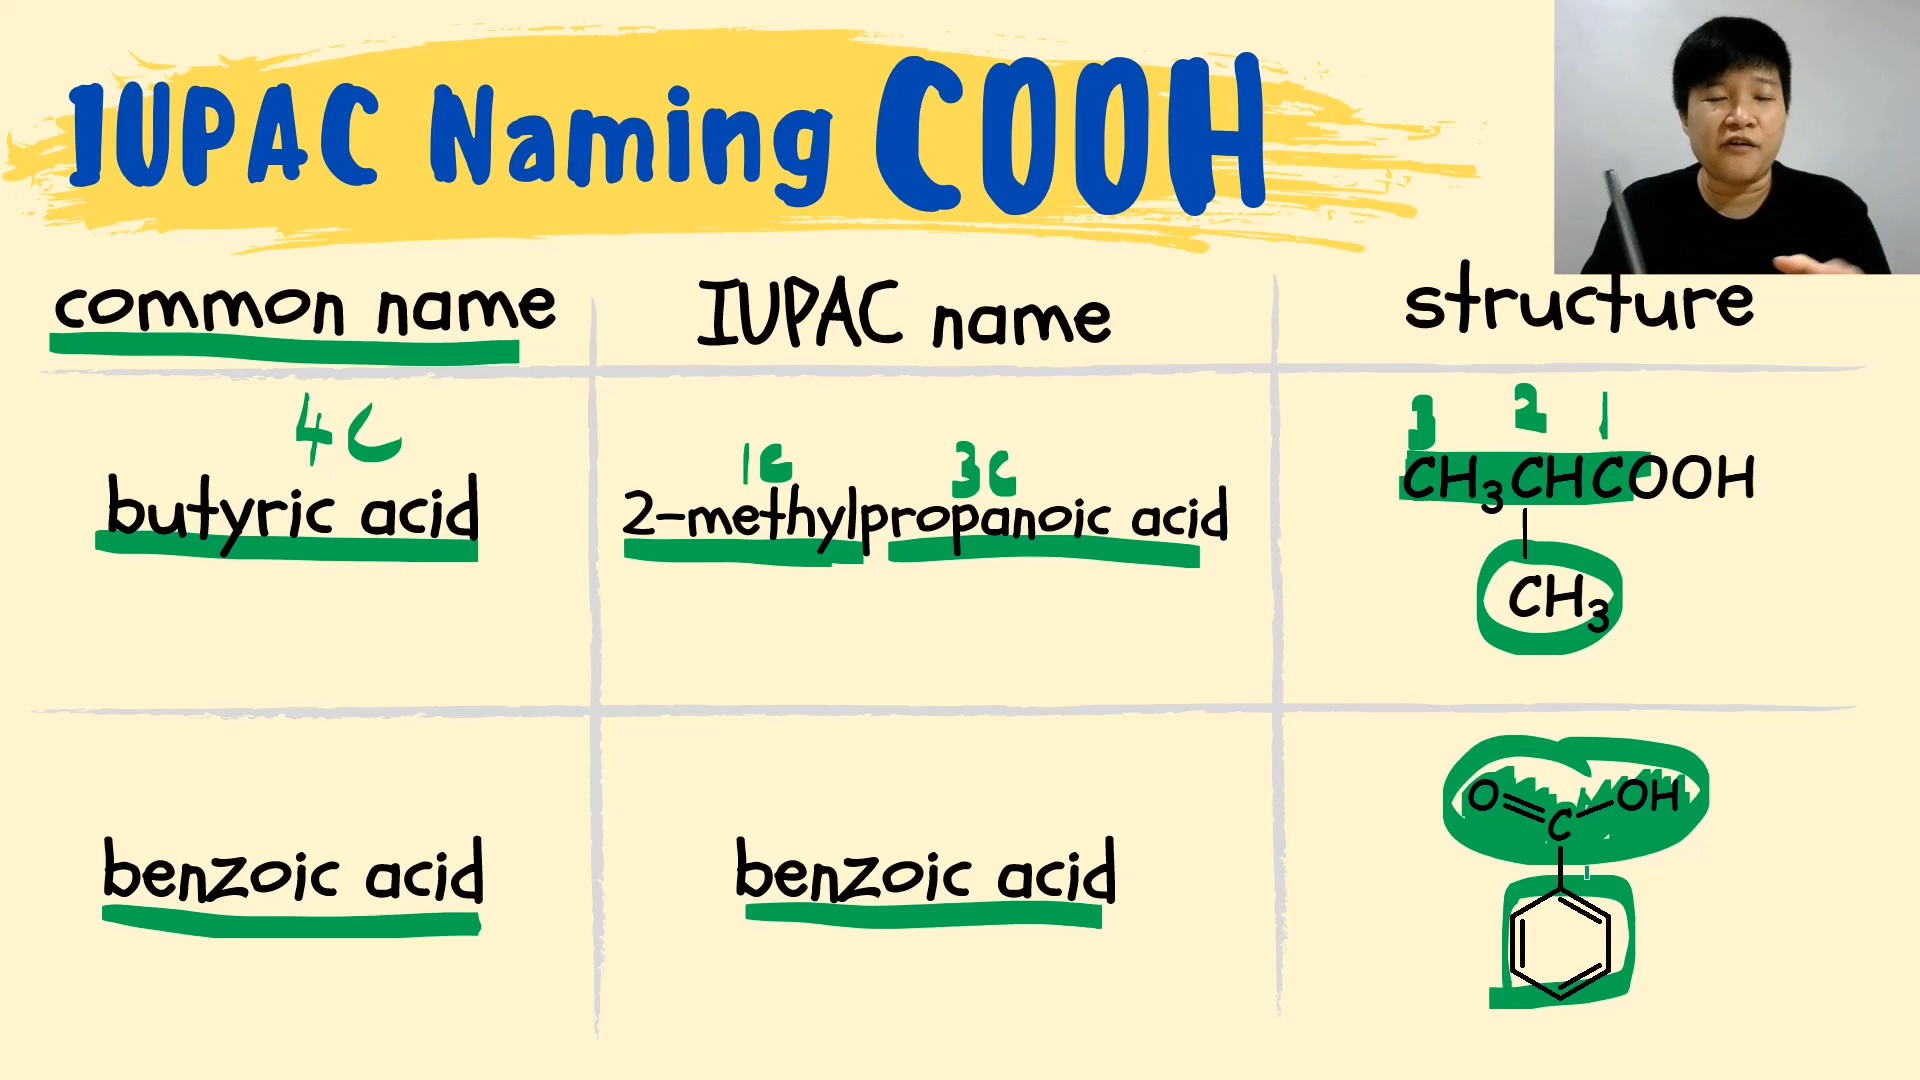 IUPAC Naming COOH
common name
IUPAC name
structure
4C
butyric acid
1C 3C
2-methylpropanoic acid
3 2 1
CH₃CHCOOH
CH₃
benzoic acid
benzoic acid
O OH
C